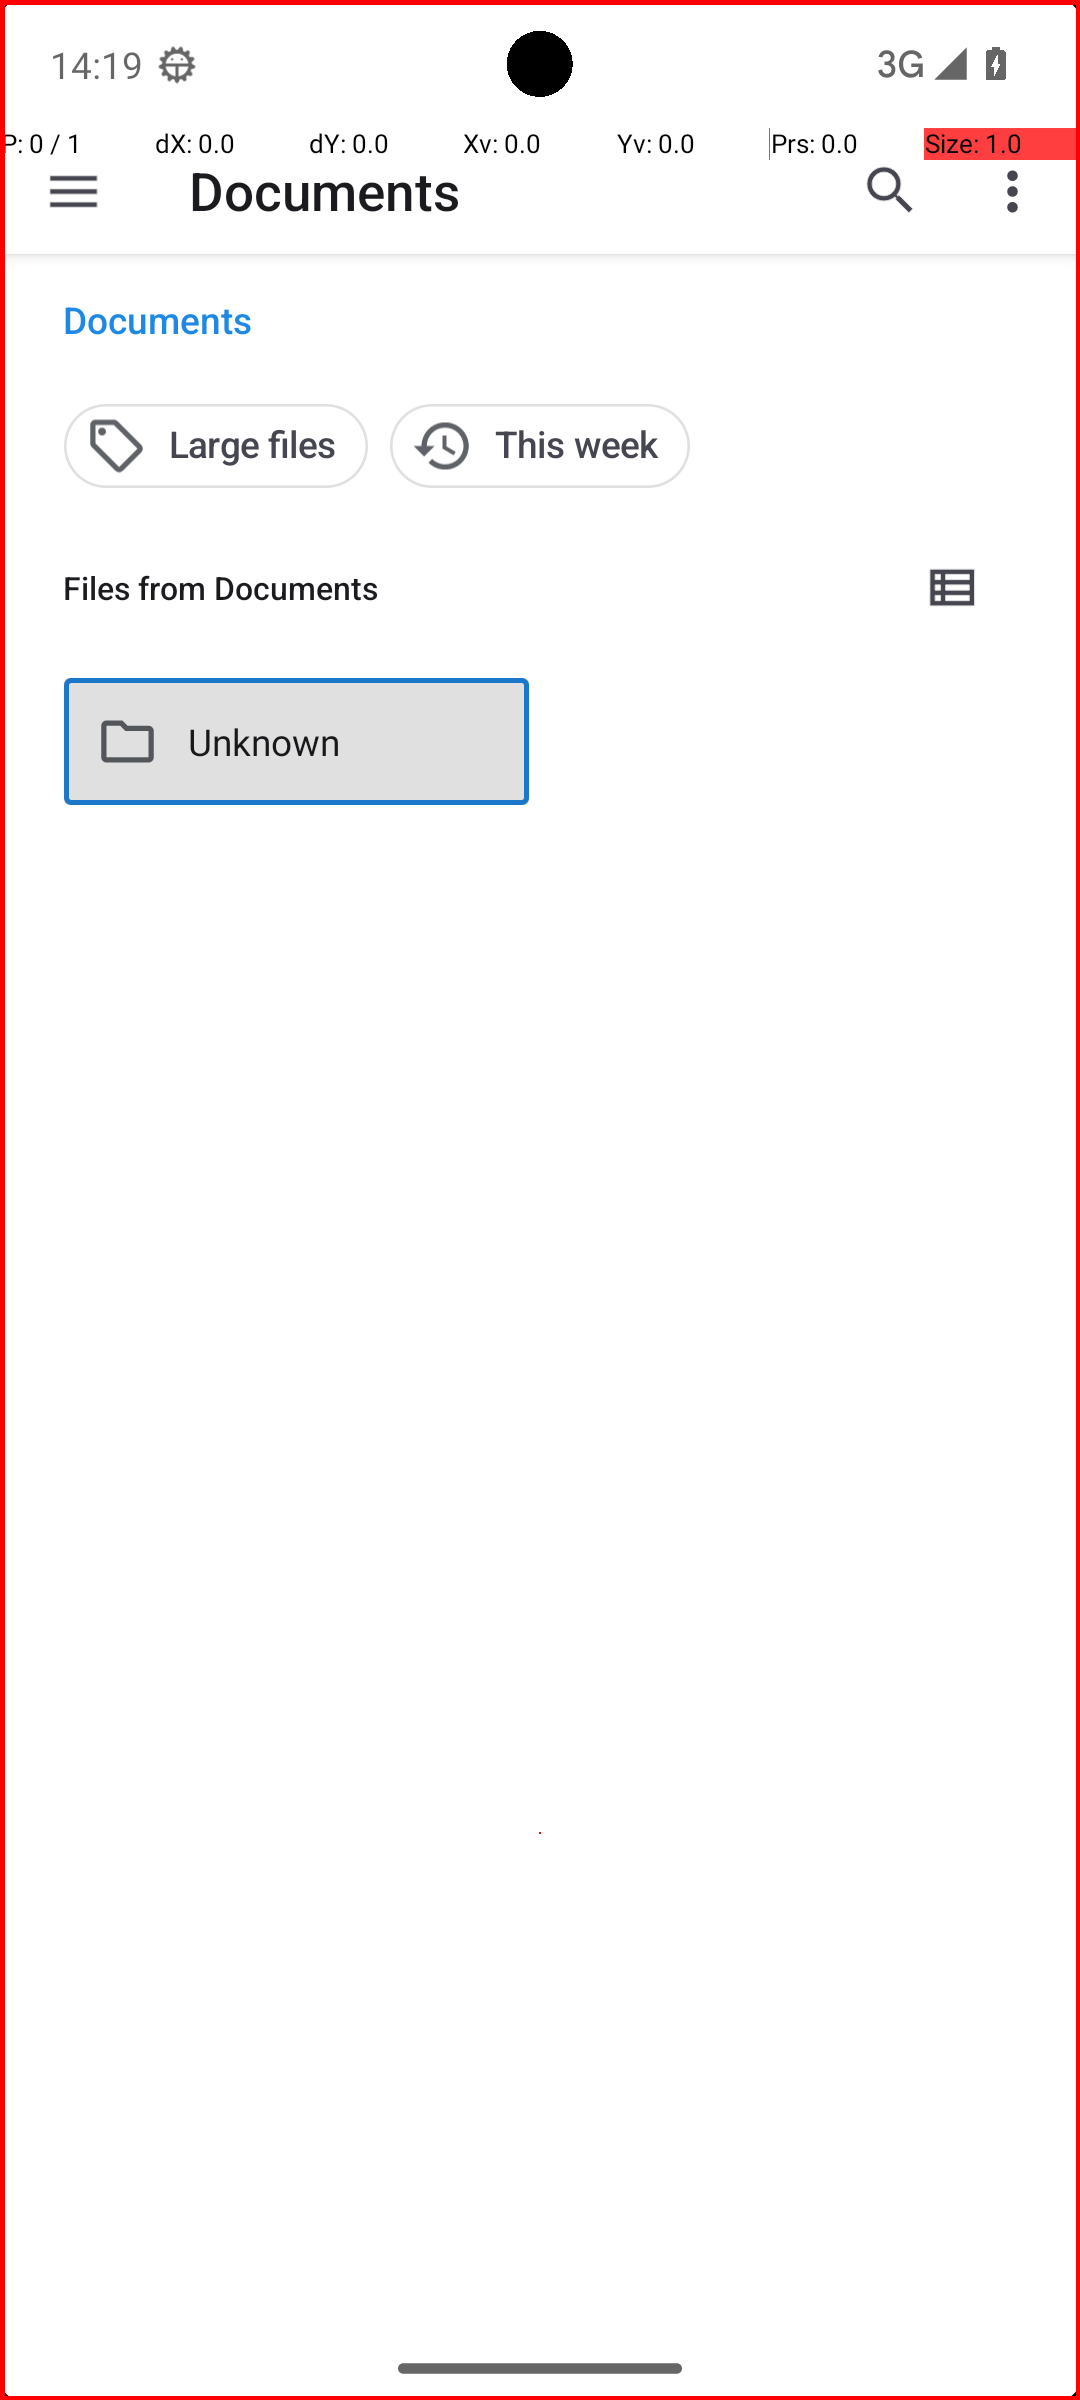 14:19
3G
P: 0 / 1 dX: 0.0 dY: 0.0 Xv: 0.0 Yv: 0.0 Prs: 0.0 Size: 1.0
Documents
Documents
Large files
This week
Files from Documents
Unknown